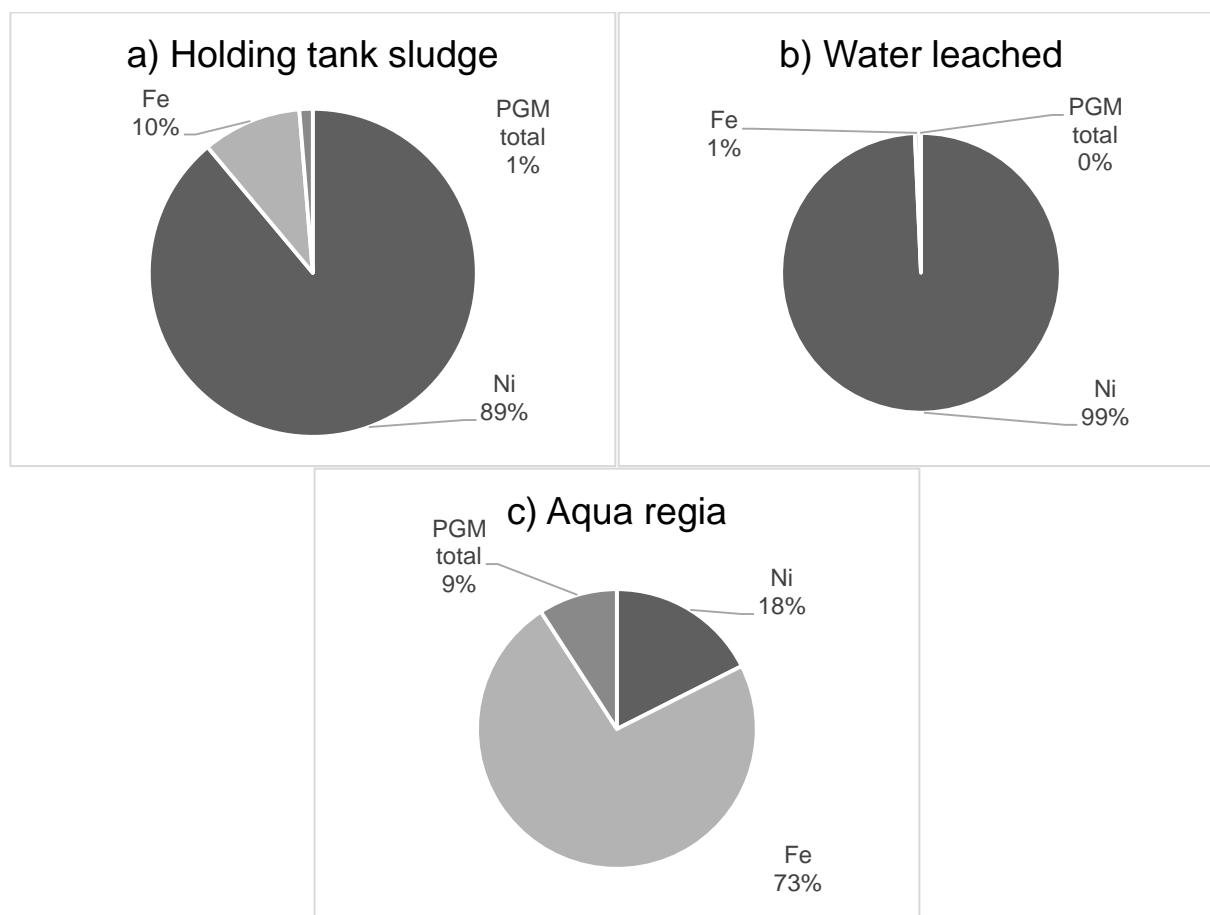 a) Holding tank sludge
Fe
10%
PGM
total
1%
Ni
89%
b) Water leached
Fe
1%
PGM
total
0%
Ni
99%
c) Aqua regia
PGM
total
9%
Ni
18%
Fe
73%